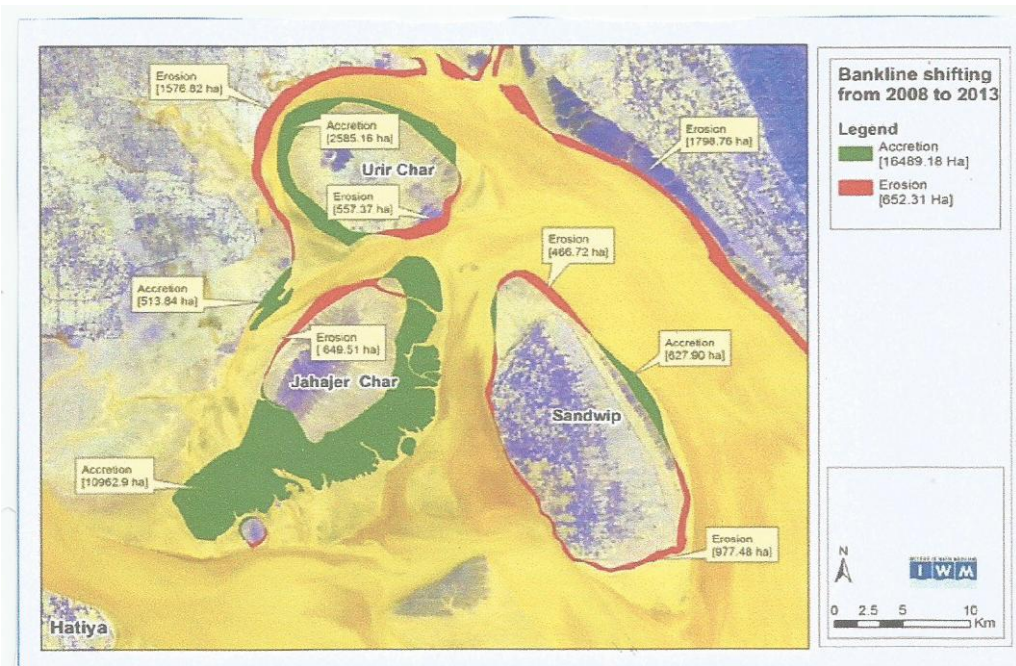 Bankline shifting
from 2008 to 2013
Legend
Accretion
[16489.18 Ha]
Erosion
[652.31 Ha]
Erosion
[1576.82 ha]
Accretion
[2585.16 ha]
Urir Char
Erosion
[557.37 ha]
Erosion
[1798.76 ha]
Erosion
[466.72 ha]
Accretion
[513.84 ha]
Erosion
[ 649.51 ha]
Jahajer Char
Accretion
[627.90 ha]
Sandwip
Accretion
[10962.9 ha]
Erosion
[977.48 ha]
Hatiya
N
IWM
0 2.5 5 10
Km